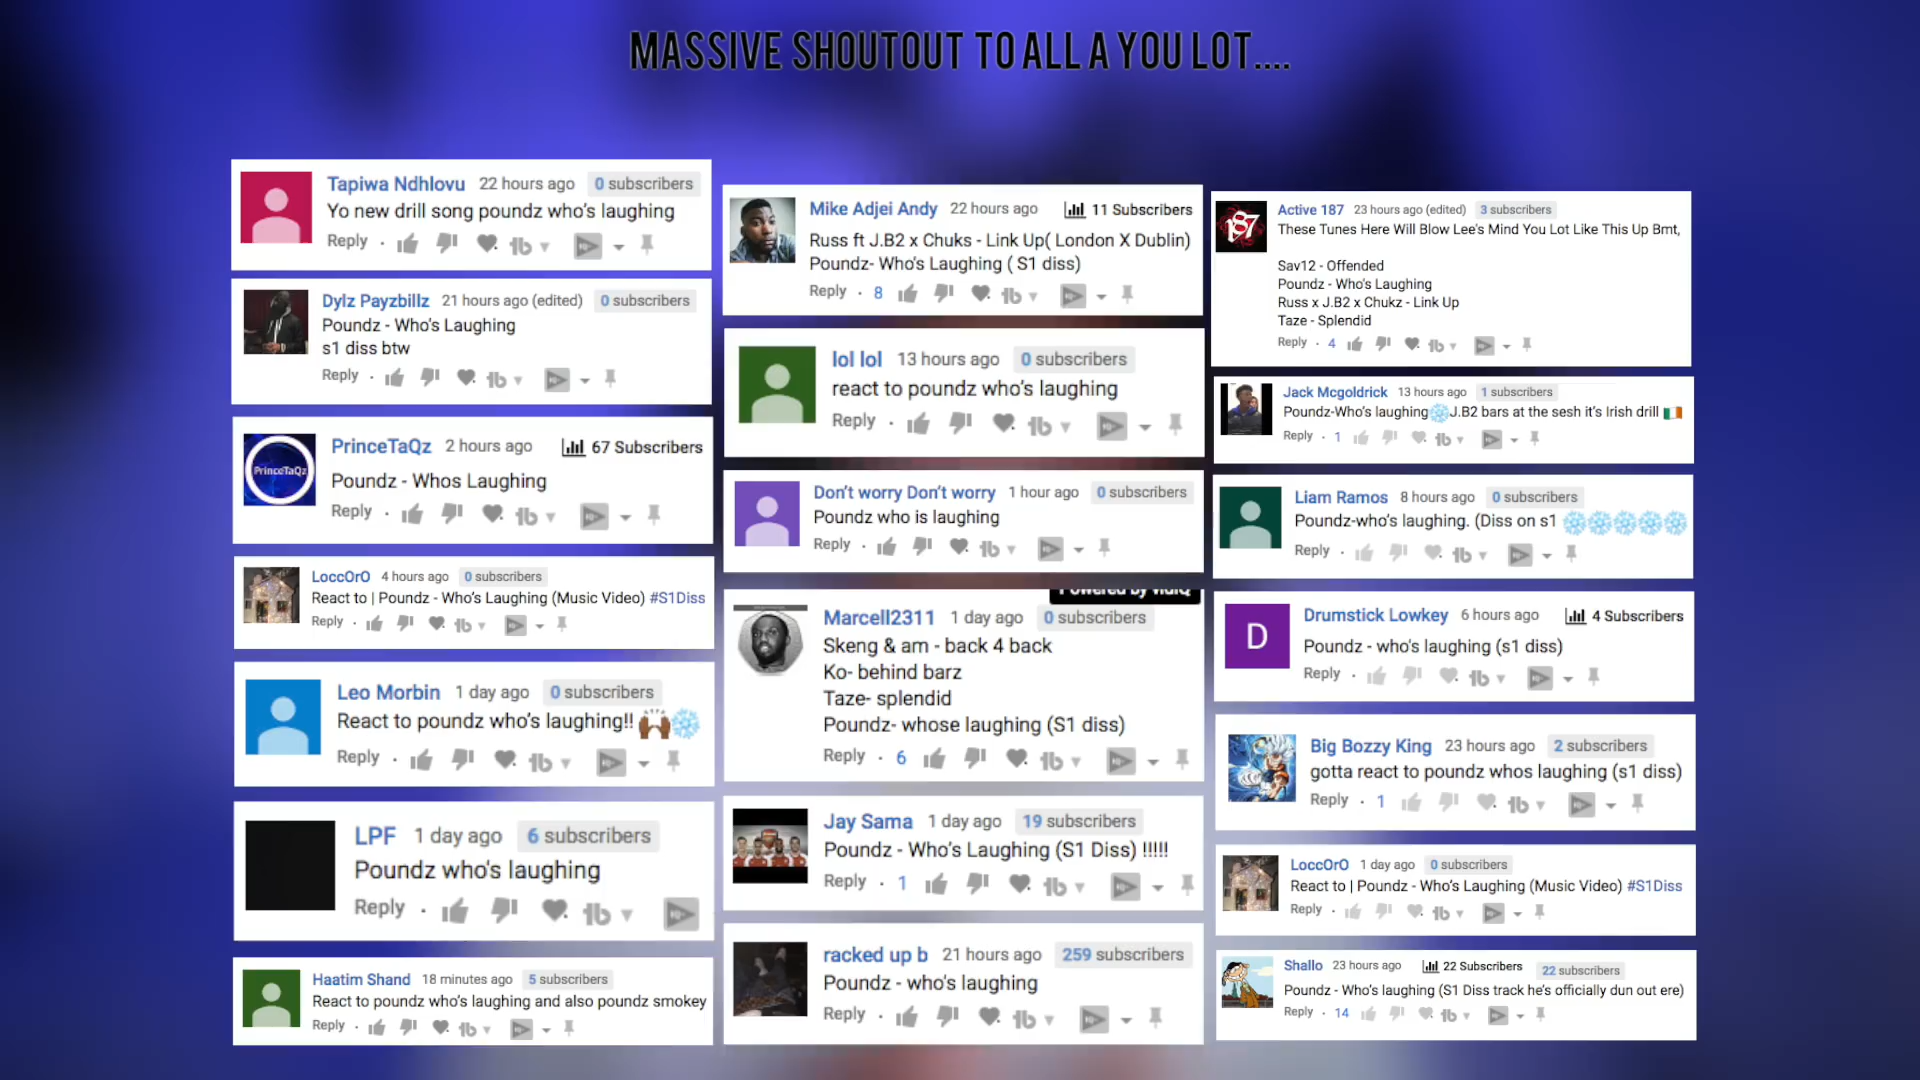 MASSIVE SHOUTOUT TO ALL A YOU LOT....
Tapiwa Ndhlovu 22 hours ago 0 subscribers
Yo new drill song poundz who's laughing
Reply
Dylz Payzbillz 21 hours ago (edited) 0 subscribers
Poundz - Who's Laughing
s1 diss btw
Reply
PrinceTaQz
PrinceTaQz 2 hours ago 67 Subscribers
Poundz - Whos Laughing
Reply
LoccOrO 4 hours ago 0 subscribers
React to | Poundz - Who's Laughing (Music Video) #S1Diss
Reply
Leo Morbin 1 day ago 0 subscribers
React to poundz who's laughing!! 🙌🏾❄️
Reply
LPF 1 day ago 6 subscribers
Poundz who's laughing
Reply
Haatim Shand 18 minutes ago 5 subscribers
React to poundz who's laughing and also poundz smokey
Reply
Mike Adjei Andy 22 hours ago 11 Subscribers
Russ ft J.B2 x Chuks - Link Up( London X Dublin)
Poundz- Who's Laughing ( S1 diss)
Reply · 8
lol lol 13 hours ago 0 subscribers
react to poundz who's laughing
Reply
Don't worry Don't worry 1 hour ago 0 subscribers
Poundz who is laughing
Reply
Powered by vidIQ
Marcell2311 1 day ago 0 subscribers
Skeng & am - back 4 back
Ko- behind barz
Taze- splendid
Poundz- whose laughing (S1 diss)
Reply · 6
Jay Sama 1 day ago 19 subscribers
Poundz - Who's Laughing (S1 Diss) !!!!!
Reply · 1
racked up b 21 hours ago 259 subscribers
Poundz - who's laughing
Reply
187
Active 187 23 hours ago (edited) 3 subscribers
These Tunes Here Will Blow Lee's Mind You Lot Like This Up Bmt,
Sav12 - Offended
Poundz - Who's Laughing
Russ x J.B2 x Chukz - Link Up
Taze - Splendid
Reply · 4
Jack Mcgoldrick 13 hours ago 1 subscribers
Poundz-Who's laughing❄️J.B2 bars at the sesh it's Irish drill 🇮🇪
Reply · 1
Liam Ramos 8 hours ago 0 subscribers
Poundz-who's laughing. (Diss on s1 ❄️❄️❄️❄️❄️
Reply
D
Drumstick Lowkey 6 hours ago 4 Subscribers
Poundz - who's laughing (s1 diss)
Reply
Big Bozzy King 23 hours ago 2 subscribers
gotta react to poundz whos laughing (s1 diss)
Reply · 1
LoccOrO 1 day ago 0 subscribers
React to | Poundz - Who's Laughing (Music Video) #S1Diss
Reply
Shallo 23 hours ago 22 Subscribers 22 subscribers
Poundz - Who's laughing (S1 Diss track he's officially dun out ere)
Reply · 14